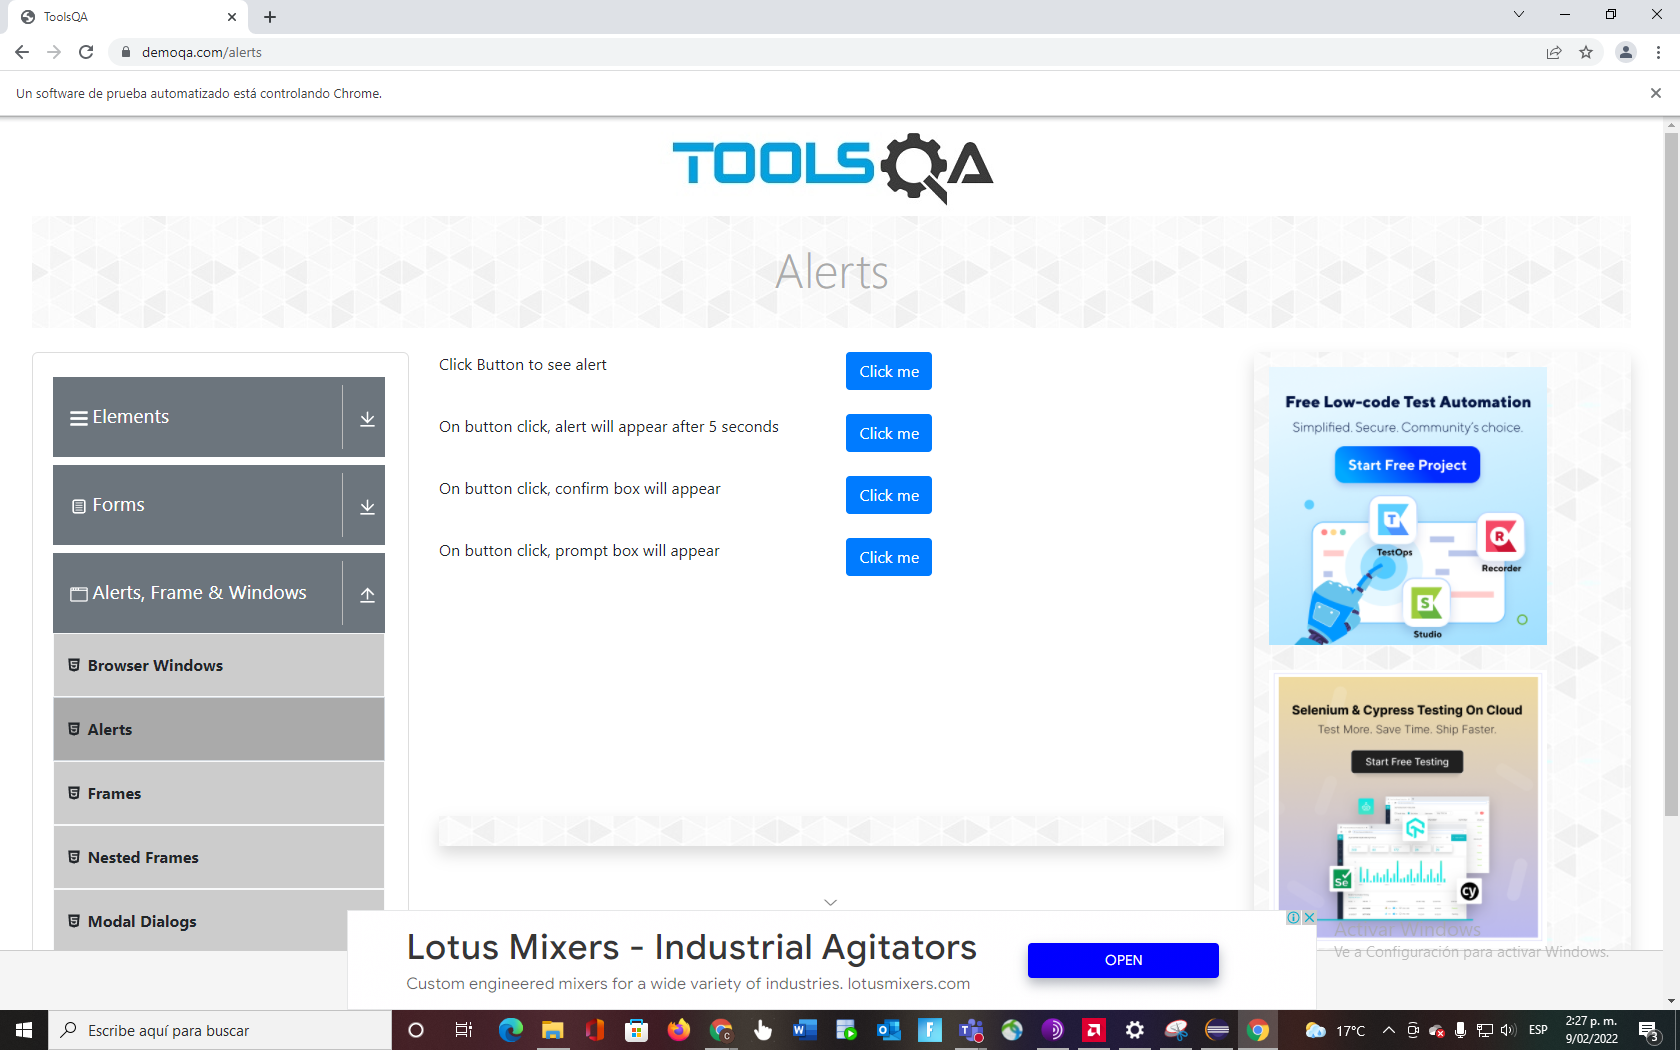 ToolsQA
demoqa.com/alerts
Un software de prueba automatizado está controlando Chrome.
TOOLSQA
Alerts
Elements
Forms
Alerts, Frame & Windows
Browser Windows
Alerts
Frames
Nested Frames
Modal Dialogs
Click Button to see alert
Click me
On button click, alert will appear after 5 seconds
Click me
On button click, confirm box will appear
Click me
On button click, prompt box will appear
Click me
Free Low-code Test Automation
Simplified. Secure. Community's choice.
Start Free Project
TestOps
Recorder
Studio
Selenium & Cypress Testing On Cloud
Test More. Save Time. Ship Faster.
Start Free Testing
Se
cy
Lotus Mixers - Industrial Agitators
Custom engineered mixers for a wide variety of industries. lotusmixers.com
OPEN
Activar Windows
Ve a Configuración para activar Windows.
Escribe aquí para buscar
17°C
ESP
2:27 p. m.
9/02/2022
3